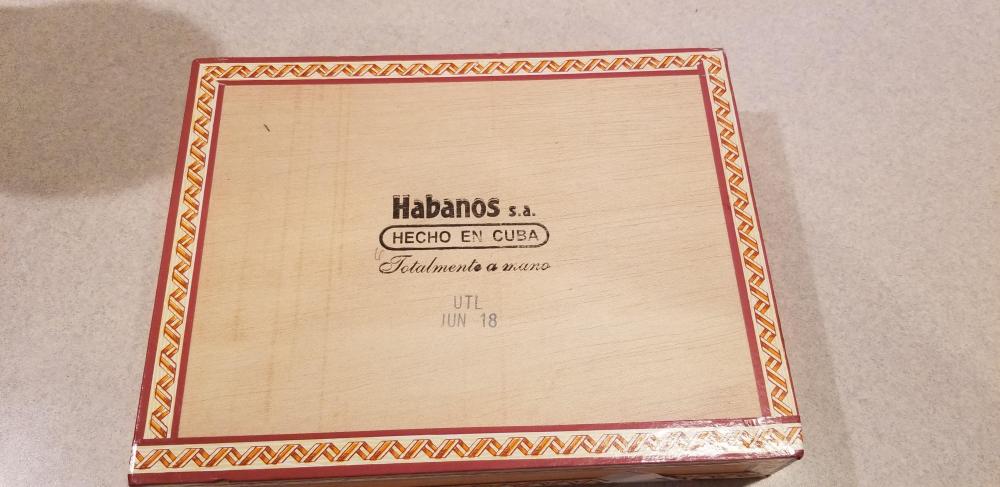 Habanos s.a.
HECHO EN CUBA
"Totalmente a mano
UTL
JUN 18